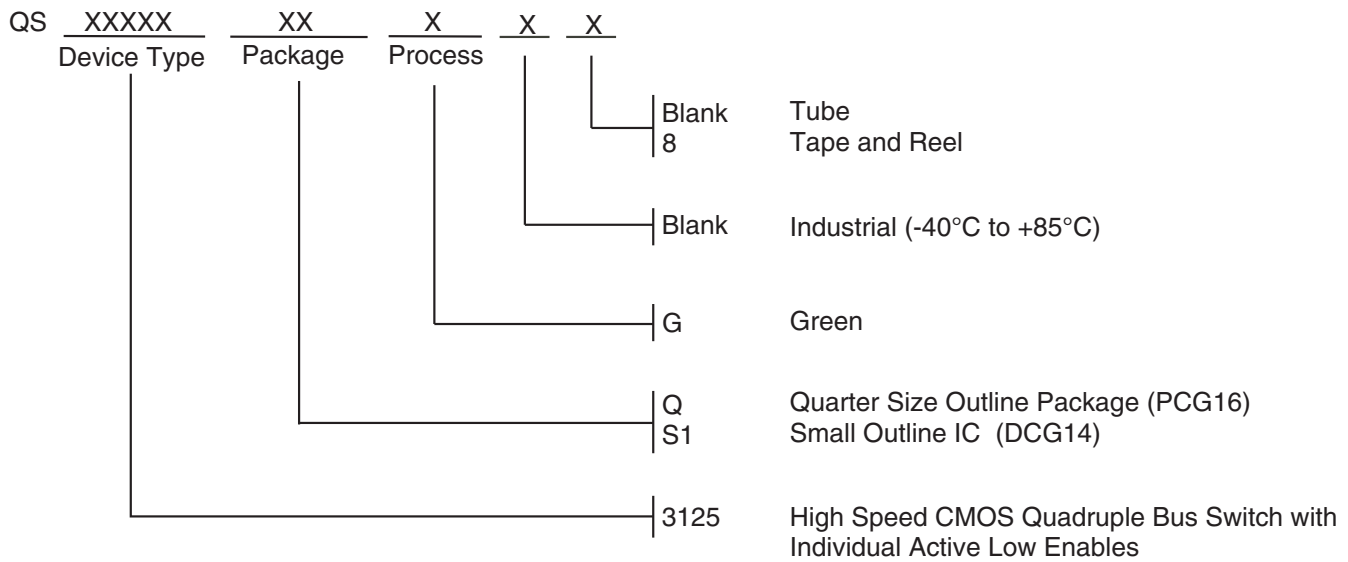 QS XXXXX XX X X X
Device Type Package Process
Blank Tube
8 Tape and Reel
Blank Industrial (-40°C to +85°C)
G Green
Q Quarter Size Outline Package (PCG16)
S1 Small Outline IC (DCG14)
3125 High Speed CMOS Quadruple Bus Switch with
Individual Active Low Enables